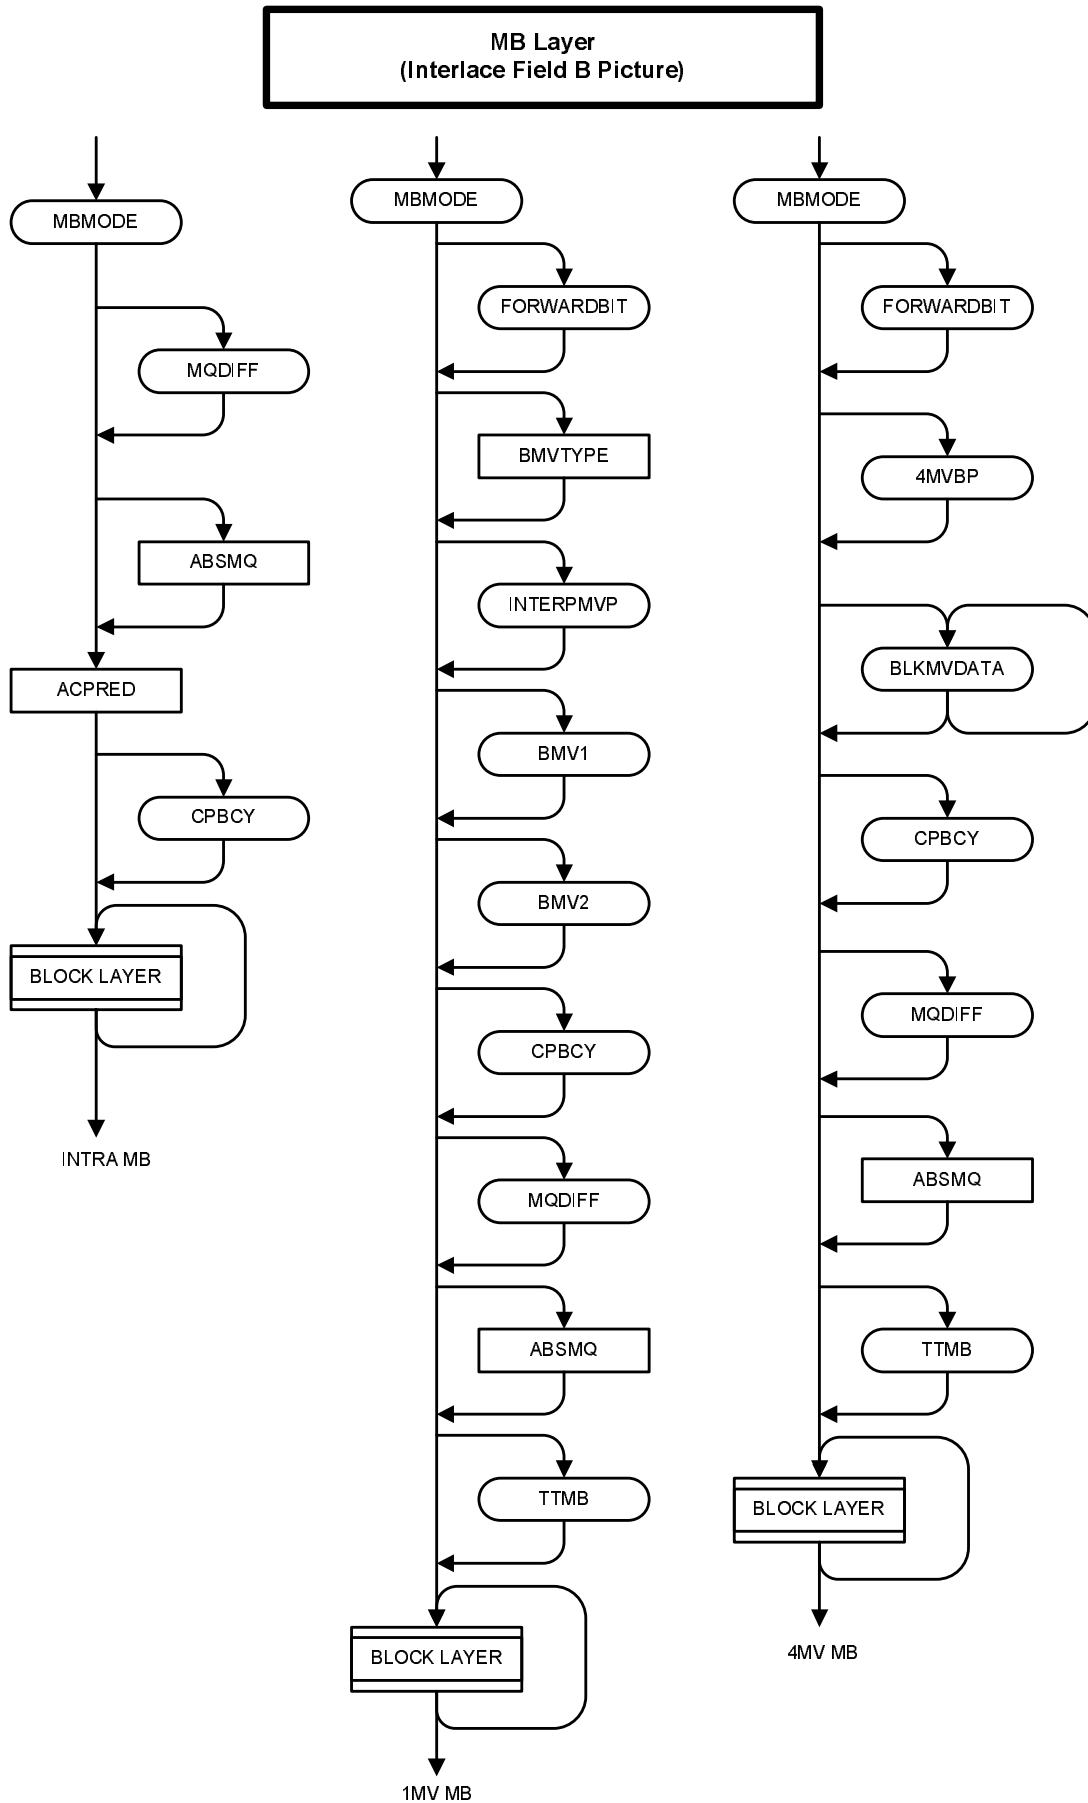 MB Layer
(Interlace Field B Picture)
MBMODE
MQDIFF
ABSMQ
ACPRED
CPBCY
BLOCK LAYER
INTRA MB
MBMODE
FORWARDBIT
BMVTYPE
INTERPMVP
BMV1
BMV2
CPBCY
MQDIFF
ABSMQ
TTMB
BLOCK LAYER
1MV MB
MBMODE
FORWARDBIT
4MVBP
BLKMVDATA
CPBCY
MQDIFF
ABSMQ
TTMB
BLOCK LAYER
4MV MB